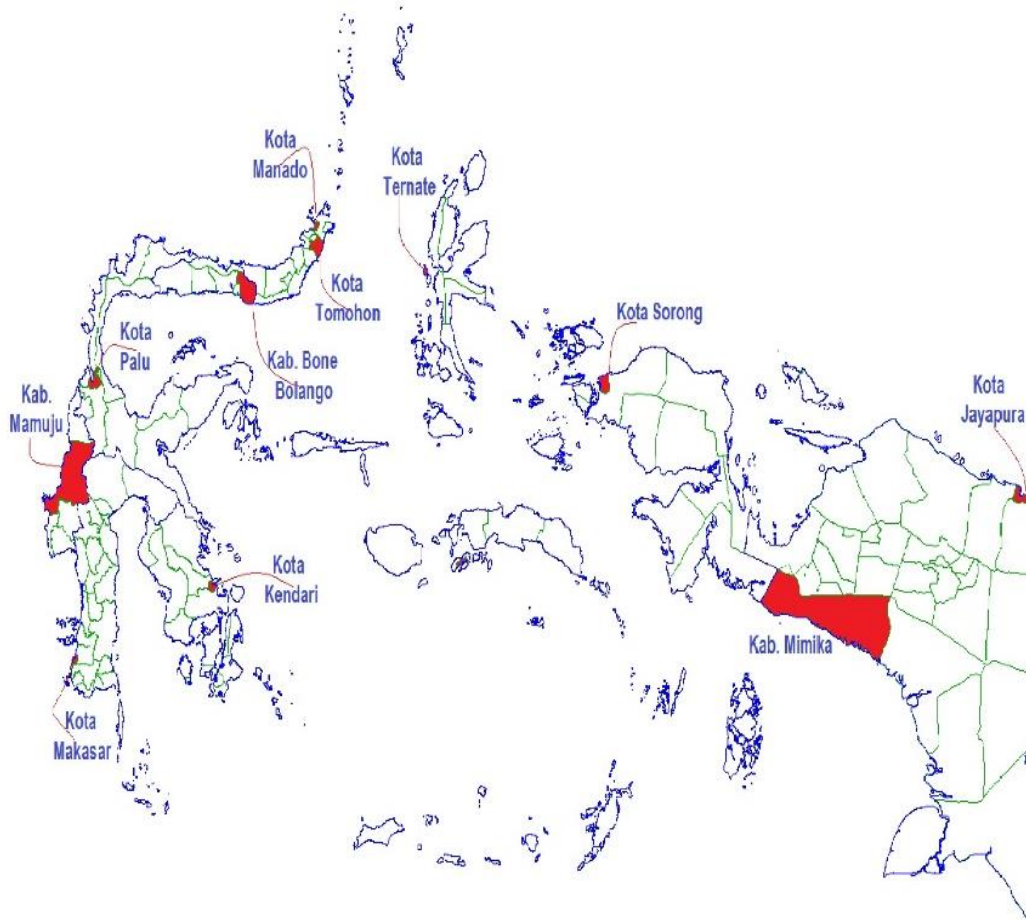 Kota
Manado
Kota
Ternate
Kota
Tomohon
Kota Sorong
Kota
Palu
Kab. Bone
Bolango
Kab.
Mamuju
Kota
Jayapura
Kota
Kendari
Kab. Mimika
Kota
Makasar